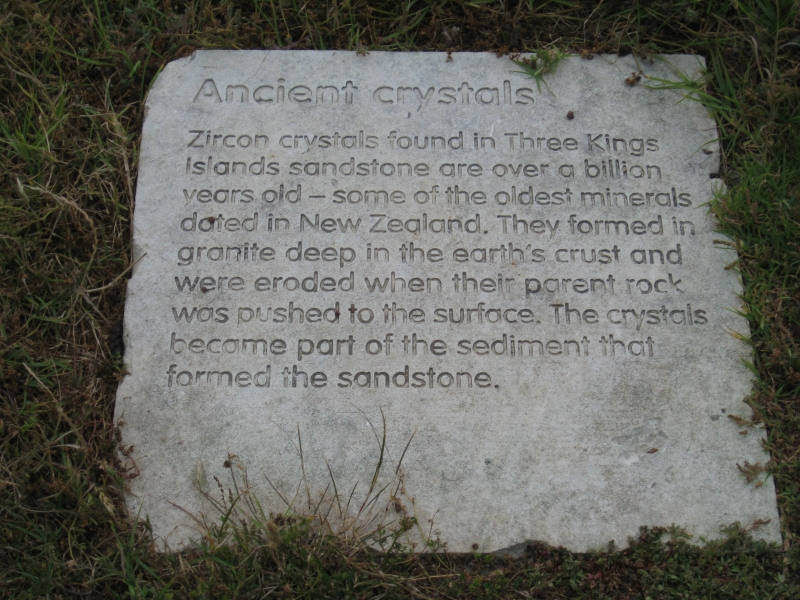 Ancient crystals
Zircon crystals found in Three Kings
Islands sandstone are over a billion
years old – some of the oldest minerals
dated in New Zealand. They formed in
granite deep in the earth's crust and
were eroded when their parent rock
was pushed to the surface. The crystals
became part of the sediment that
formed the sandstone.